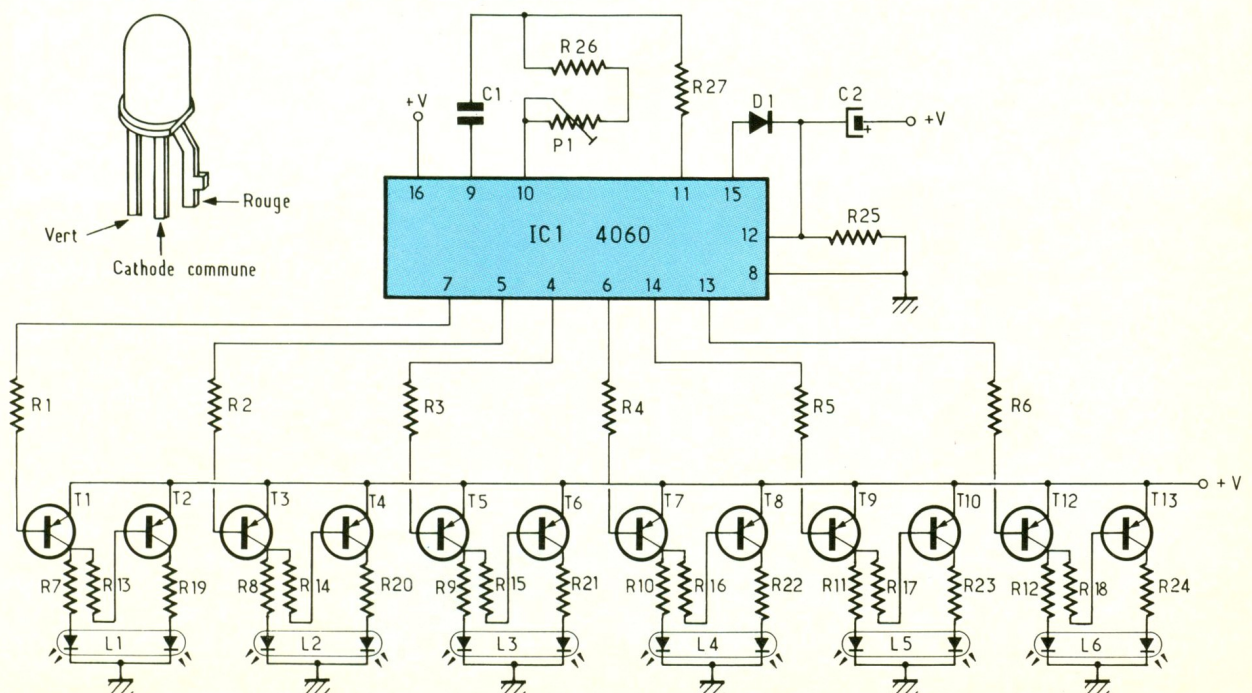 R26
C1
R27
D1
C2
+V
+V
P1
16
9
10
11
15
Rouge
Vert
Cathode commune
IC1 4060
12
R25
8
7
5
4
6
14
13
R1
R2
R3
R4
R5
R6
+V
T1
T2
T3
T4
T5
T6
T7
T8
T9
T10
T12
T13
R7
R13
R19
R8
R14
R20
R9
R15
R21
R10
R16
R22
R11
R17
R23
R12
R18
R24
L1
L2
L3
L4
L5
L6